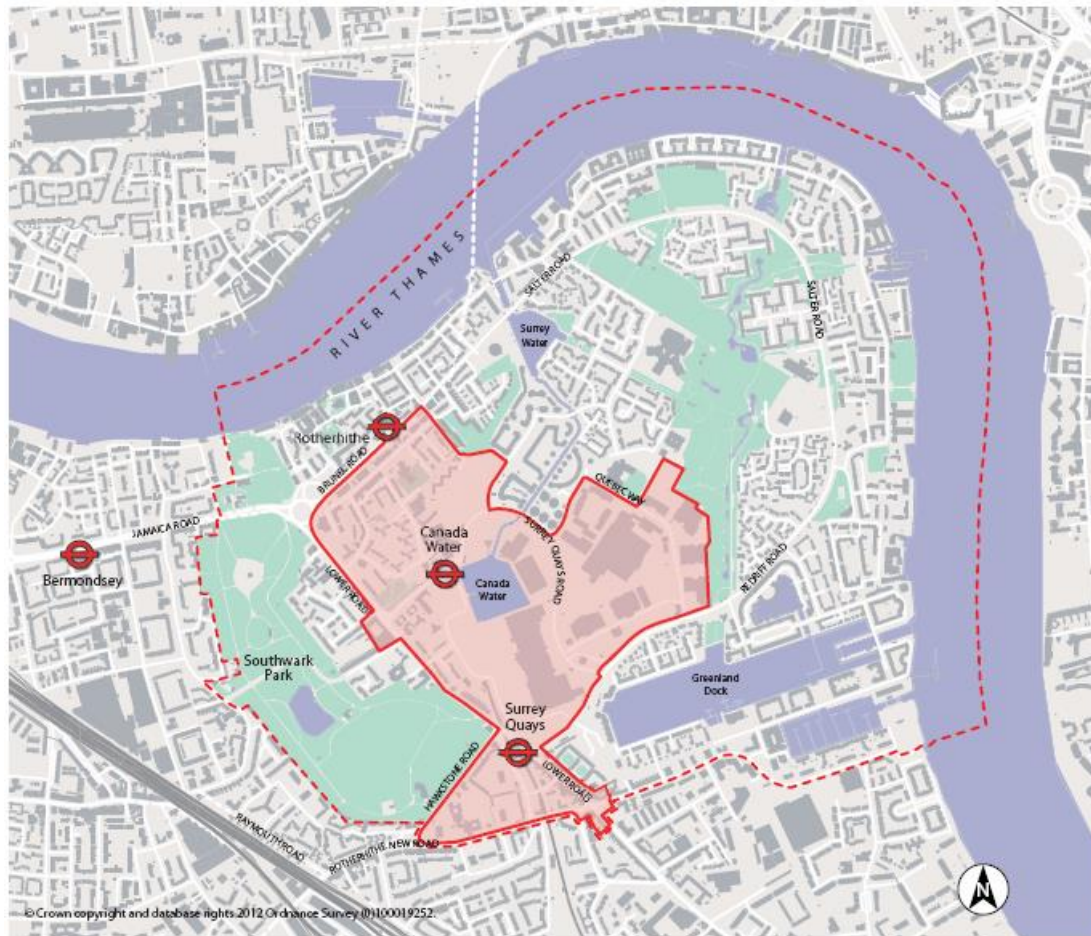 RIVER THAMES
SALTER ROAD
SALTER ROAD
Surrey
Water
Rotherhithe
BRUNEL ROAD
QUEBEC WAY
JAMAICA ROAD
Canada
Water
SURREY QUAYS ROAD
Bermondsey
LOWER ROAD
Canada
Water
REDRIFF ROAD
Southwark
Park
Greenland
Dock
Surrey
Quays
HAWKSTONE ROAD
LOWER ROAD
RAYMOUTH ROAD
ROTHERHITHE NEW ROAD
N
© Crown copyright and database rights 2012 Ordnance Survey (0)100019252.